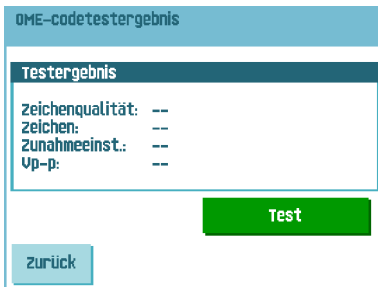 OME-codetestergebnis
Testergebnis
Zeichenqualität: --
Zeichen: --
Zunahmeeinst.: --
Vp-p: --
Test
Zurück